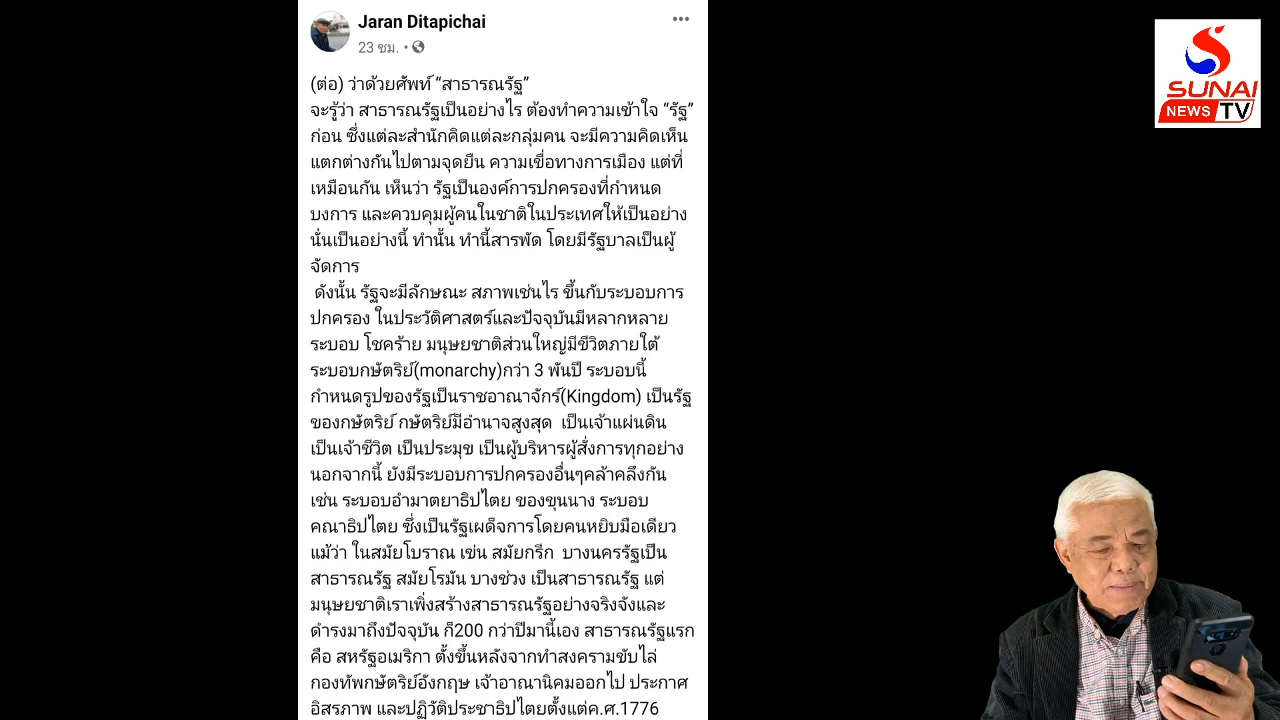 Jaran Ditapichai
23 ชม. •
(ต่อ) ว่าด้วยศัพท์ “สาธารณรัฐ”
จะรู้ว่า สาธารณรัฐเป็นอย่างไร ต้องทำความเข้าใจ “รัฐ”
ก่อน ซึ่งแต่ละสำนักคิดแต่ละกลุ่มคน จะมีความคิดเห็น
แตกต่างกันไปตามจุดยืน ความเขื่อทางการเมือง แต่ที่
เหมือนกัน เห็นว่า รัฐเป็นองค์การปกครองที่กำหนด
บงการ และควบคุมผู้คนในชาติในประเทศให้เป็นอย่าง
นั่นเป็นอย่างนี้ ทำนั้น ทำนี้สารพัด โดยมีรัฐบาลเป็นผู้
จัดการ
ดังนั้น รัฐจะมีลักษณะ สภาพเช่นไร ขึ้นกับระบอบการ
ปกครอง ในประวัติศาสตร์และปัจจุบันมีหลากหลาย
ระบอบ โชคร้าย มนุษยชาติส่วนใหญ่มีชีวิตภายใต้
ระบอบกษัตริย์(monarchy)กว่า 3 พันปี ระบอบนี้
กำหนดรูปของรัฐเป็นราชอาณาจักร์(Kingdom) เป็นรัฐ
ของกษัตริย์ กษัตริย์มีอำนาจสูงสุด เป็นเจ้าแผ่นดิน
เป็นเจ้าชีวิต เป็นประมุข เป็นผู้บริหารผู้สั่งการทุกอย่าง
นอกจากนี้ ยังมีระบอบการปกครองอื่นๆคล้าคลึงกัน
เช่น ระบอบอำมาตยาธิปไตย ของขุนนาง ระบอบ
คณาธิปไตย ซึ่งเป็นรัฐเผด็จการโดยคนหยิบมือเดียว
แม้ว่า ในสมัยโบราณ เข่น สมัยกรีก บางนครรัฐเป็น
สาธารณรัฐ สมัยโรมัน บางช่วง เป็นสาธารณรัฐ แต่
มนุษยชาติเราเพิ่งสร้างสาธารณรัฐอย่างจริงจังและ
ดำรงมาถึงปัจจุบัน ก็200 กว่าปีมานี้เอง สาธารณรัฐแรก
คือ สหรัฐอเมริกา ตั้งขึ้นหลังจากทำสงครามขับไล่
กองทัพกษัตริย์อังกฤษ เจ้าอาณานิคมออกไป ประกาศ
อิสรภาพ และปฏิวัติประชาธิปไตยตั้งแต่ค.ศ.1776
SUNAI
NEWS TV